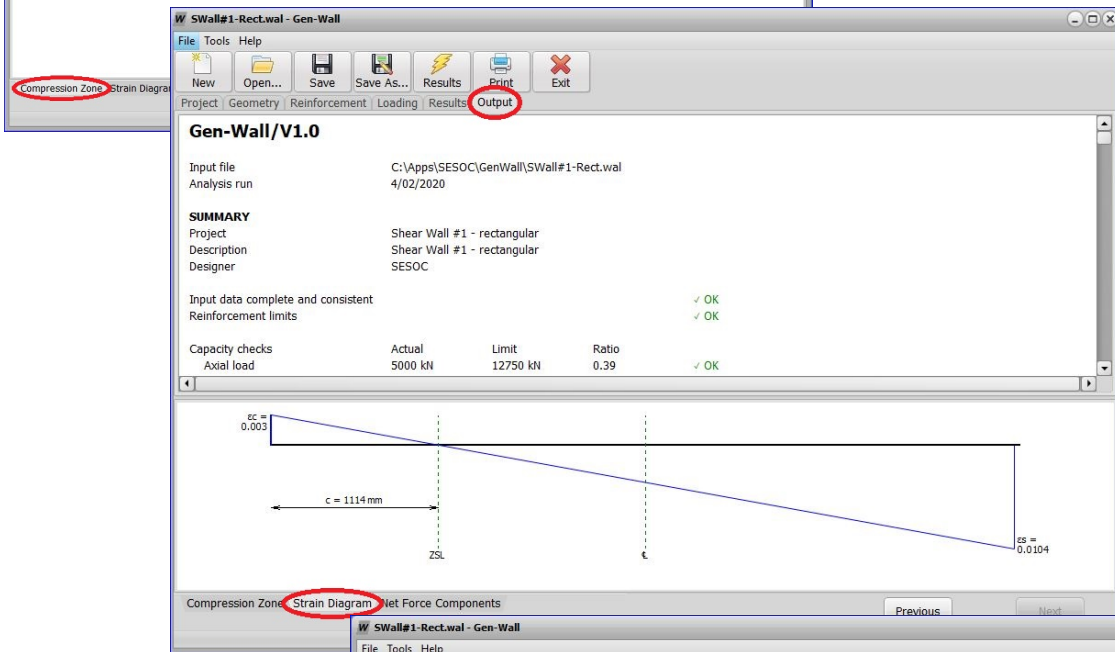 SWall#1-Rect.wal - Gen-Wall
File Tools Help
New Open... Save Save As... Results Print Exit
Project Geometry Reinforcement Loading Results Output
Compression Zone Strain Diagra
Gen-Wall/V1.0
Input file C:\Apps\SESOC\GenWall\SWall#1-Rect.wal
Analysis run 4/02/2020
SUMMARY
Project Shear Wall #1 - rectangular
Description Shear Wall #1 - rectangular
Designer SESOC
Input data complete and consistent ✓ OK
Reinforcement limits ✓ OK
Capacity checks Actual Limit Ratio
Axial load 5000 kN 12750 kN 0.39 ✓ OK
εc =
0.003
c = 1114 mm
εs =
0.0104
ZSL ℄
Compression Zone Strain Diagram Net Force Components
Previous Next
SWall#1-Rect.wal - Gen-Wall
File Tools Help